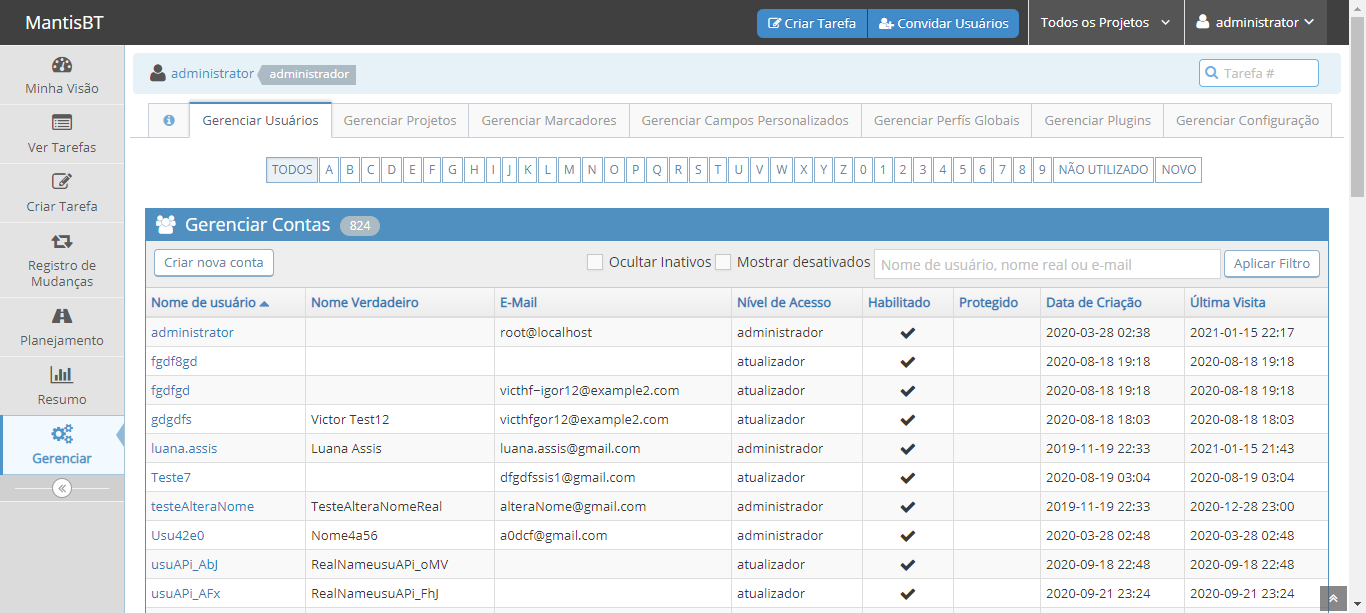 MantisBT
Criar Tarefa Convidar Usuários Todos os Projetos administrator
Minha Visão
Ver Tarefas
Criar Tarefa
Registro de
Mudanças
Planejamento
Resumo
Gerenciar
administrator administrador Tarefa #
Gerenciar Usuários Gerenciar Projetos Gerenciar Marcadores Gerenciar Campos Personalizados Gerenciar Perfís Globais Gerenciar Plugins Gerenciar Configuração
TODOS A B C D E F G H I J K L M N O P Q R S T U V W X Y Z 0 1 2 3 4 5 6 7 8 9 NÃO UTILIZADO NOVO
Gerenciar Contas 824
Criar nova conta Ocultar Inativos Mostrar desativados Nome de usuário, nome real ou e-mail Aplicar Filtro
Nome de usuário Nome Verdadeiro E-Mail Nível de Acesso Habilitado Protegido Data de Criação Última Visita
administrator root@localhost administrador 2020-03-28 02:38 2021-01-15 22:17
fgdf8gd atualizador 2020-08-18 19:18 2020-08-18 19:18
fgdfgd victhf~igor12@example2.com atualizador 2020-08-18 19:18 2020-08-18 19:18
gdgdfs Victor Test12 victhfgor12@example2.com atualizador 2020-08-18 18:03 2020-08-18 18:03
luana.assis Luana Assis luana.assis@gmail.com administrador 2019-11-19 22:33 2021-01-15 21:43
Teste7 dfgdfssis1@gmail.com atualizador 2020-08-19 03:04 2020-08-19 03:04
testeAlteraNome TesteAlteraNomeReal alteraNome@gmail.com administrador 2019-11-19 22:33 2020-12-28 23:00
Usu42e0 Nome4a56 a0dcf@gmail.com administrador 2020-03-28 02:48 2020-03-28 02:48
usuAPi_AbJ RealNameusuAPi_oMV atualizador 2020-09-18 22:48 2020-09-18 22:48
usuAPi_AFx RealNameusuAPi_FhJ atualizador 2020-09-21 23:24 2020-09-21 23:24